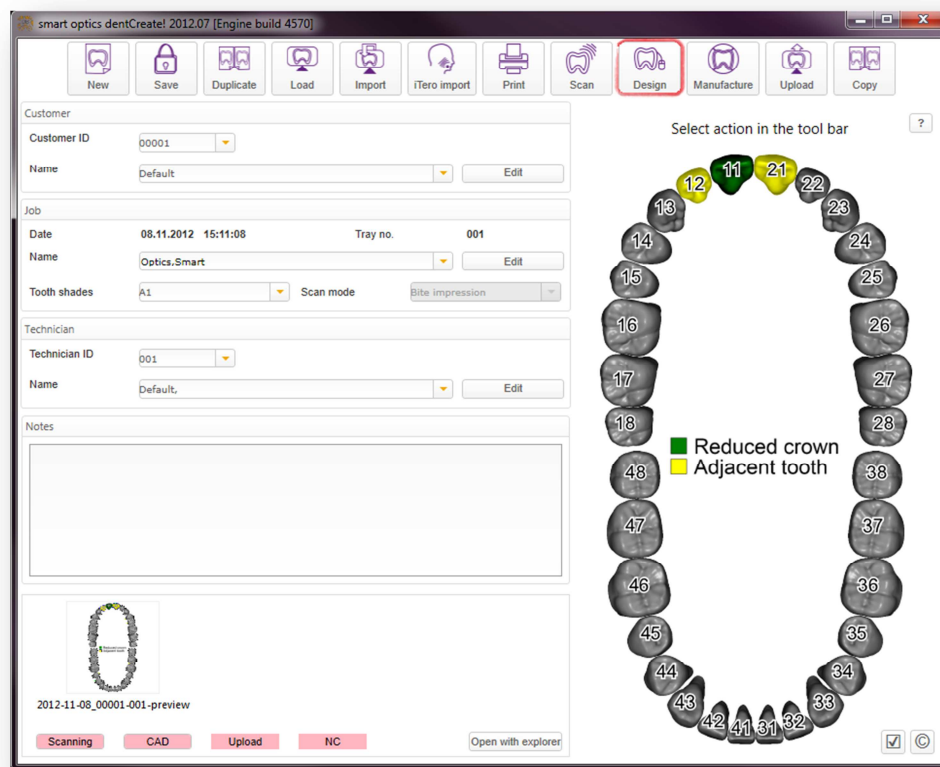 smart optics dentCreate! 2012.07 [Engine build 4570]
New Save Duplicate Load Import iTero import Print Scan Design Manufacture Upload Copy
Customer
Customer ID 00001
Name Default Edit
Job
Date 08.11.2012 15:11:08 Tray no. 001
Name Optics,Smart Edit
Tooth shades A1 Scan mode Bite impression
Technician
Technician ID 001
Name Default, Edit
Notes
2012-11-08_00001-001-preview
Scanning CAD Upload NC Open with explorer
Select action in the tool bar ?
12 11 21 22
13 23
14 24
15 25
16 26
17 27
18 28
Reduced crown
Adjacent tooth
48 38
47 37
46 36
45 35
44 34
43 33
42 41 31 32
©